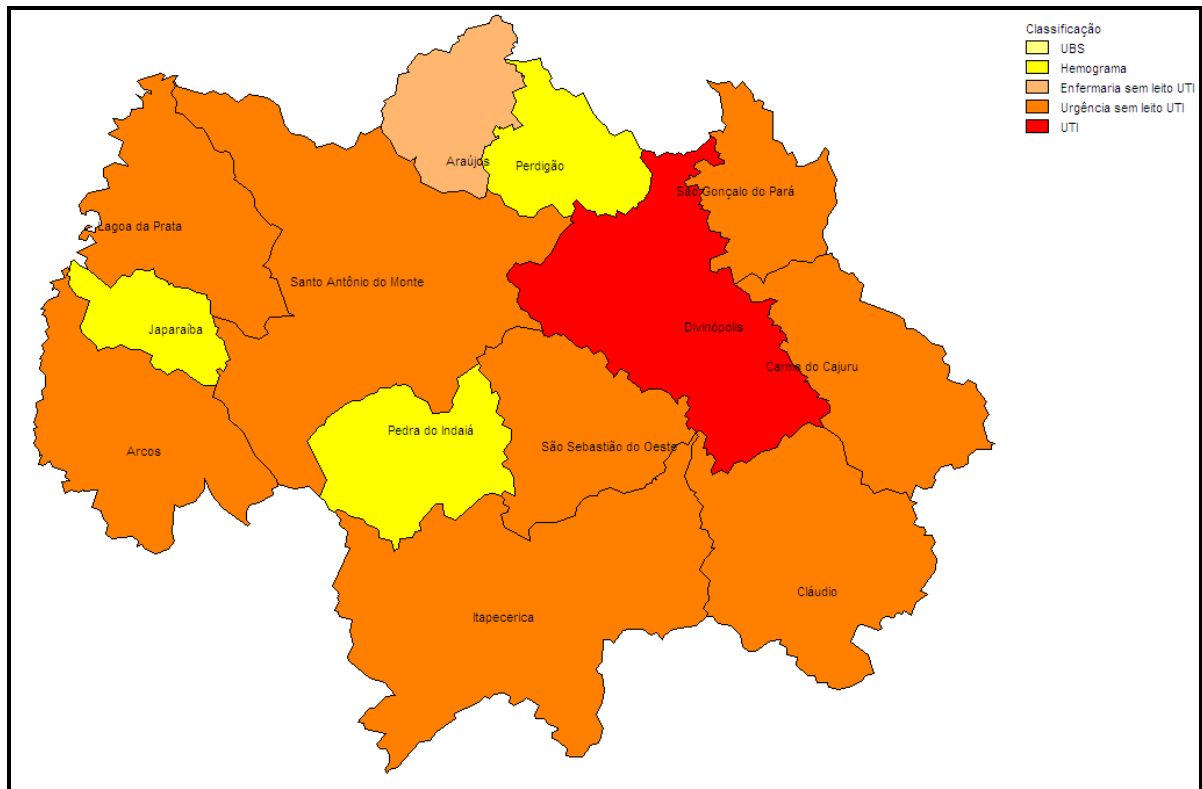 Classificação
UBS
Hemograma
Enfermaria sem leito UTI
Urgência sem leito UTI
UTI
Araújos
Perdigão
São Gonçalo do Pará
Lagoa da Prata
Santo Antônio do Monte
Japaraíba
Divinópolis
Carmo do Cajuru
Pedra do Indaiá
São Sebastião do Oeste
Arcos
Cláudio
Itapecerica